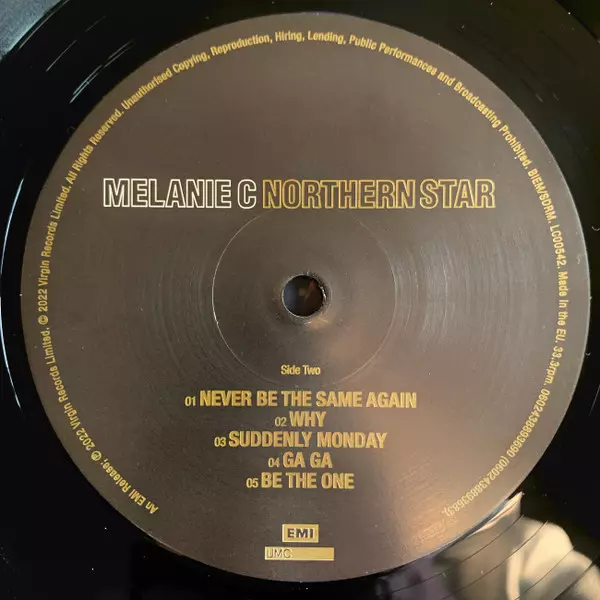 An EMI Release, ℗ 2022 Virgin Records Limited. © 2022 Virgin Records Limited. All Rights Reserved. Unauthorised Copying, Reproduction, Hiring, Lending, Public Performances and Broadcasting Prohibited. BIEM/SDRM. LC00542. Made in the EU. 33.3rpm. 0602438893690 (0602438893683).
MELANIE C NORTHERN STAR
Side Two
01 NEVER BE THE SAME AGAIN
02 WHY
03 SUDDENLY MONDAY
04 GA GA
05 BE THE ONE
EMI
UMC